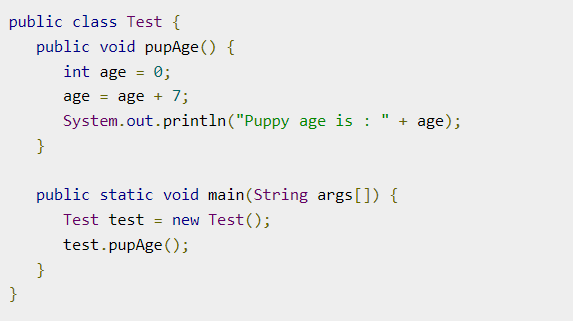 public class Test {
   public void pupAge() {
      int age = 0;
      age = age + 7;
      System.out.println("Puppy age is : " + age);
   }

   public static void main(String args[]) {
      Test test = new Test();
      test.pupAge();
   }
}